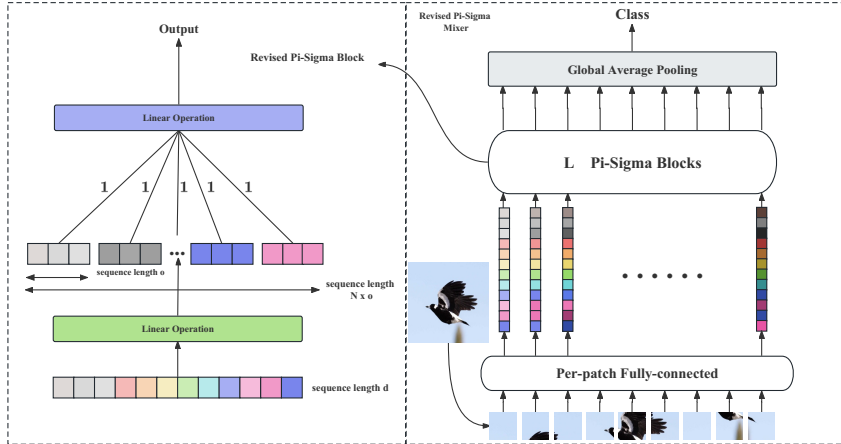 Output
Revised Pi-Sigma Block
Linear Operation
1 1 1 1 1
...
sequence length o
sequence length
N x o
Linear Operation
sequence length d
Revised Pi-Sigma
Mixer
Class
Global Average Pooling
L Pi-Sigma Blocks
......
Per-patch Fully-connected